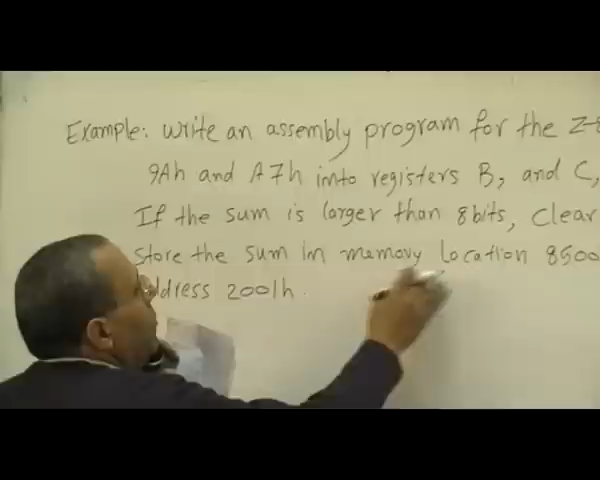 Example: Write an assembly program for the Z-8
9Ah and A7h into registers B, and C,
If the sum is larger than 8bits, Clear
Store the sum in memory location 8500
address 2001h.